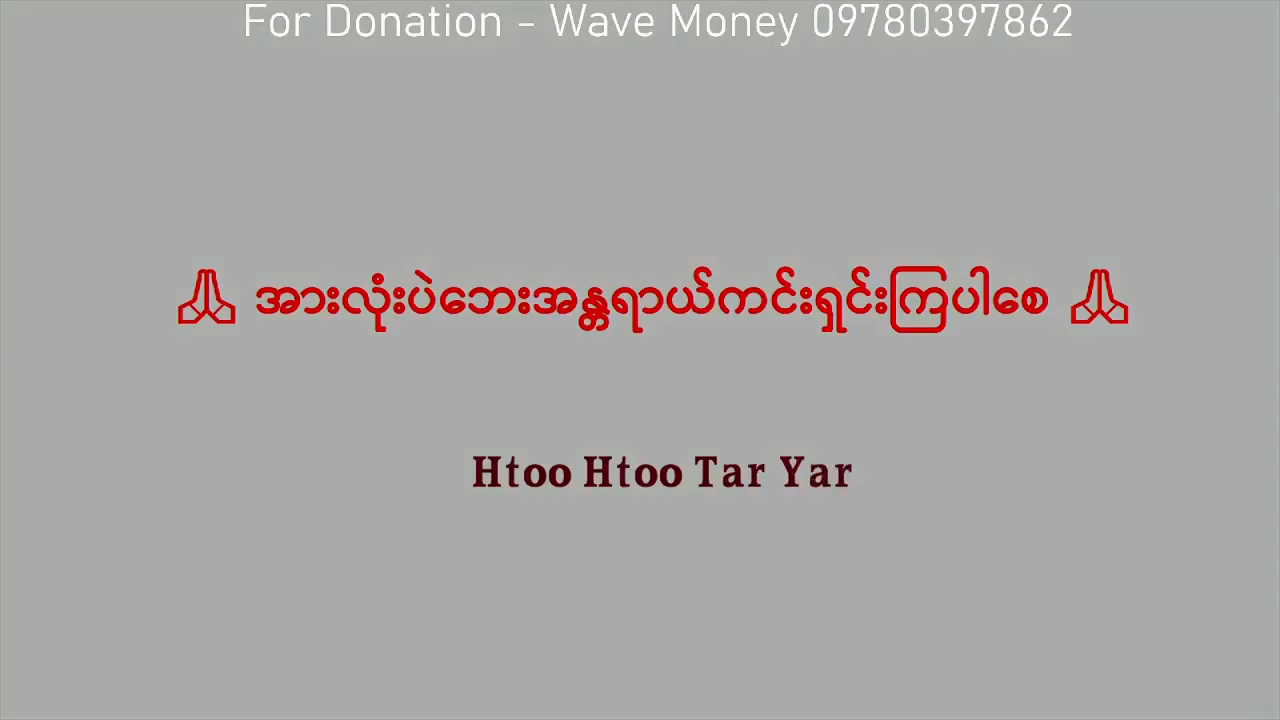 For Donation - Wave Money 09780397862
🙏 အားလုံးပဲဘေးအန္တရာယ်ကင်းရှင်းကြပါစေ 🙏
Htoo Htoo Tar Yar